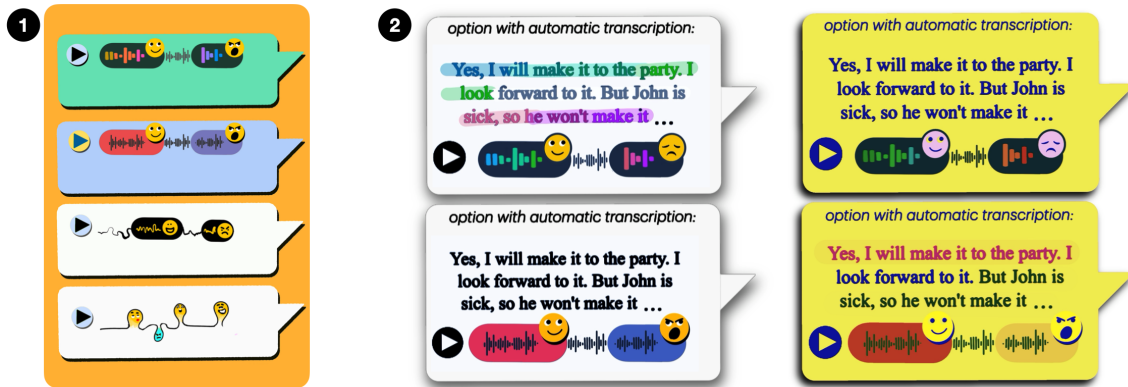 1
2
option with automatic transcription:
Yes, I will make it to the party. I
look forward to it. But John is
sick, so he won't make it ...
option with automatic transcription:
Yes, I will make it to the party. I
look forward to it. But John is
sick, so he won't make it ...
option with automatic transcription:
Yes, I will make it to the party. I
look forward to it. But John is
sick, so he won't make it ...
option with automatic transcription:
Yes, I will make it to the party. I
look forward to it. But John is
sick, so he won't make it ...